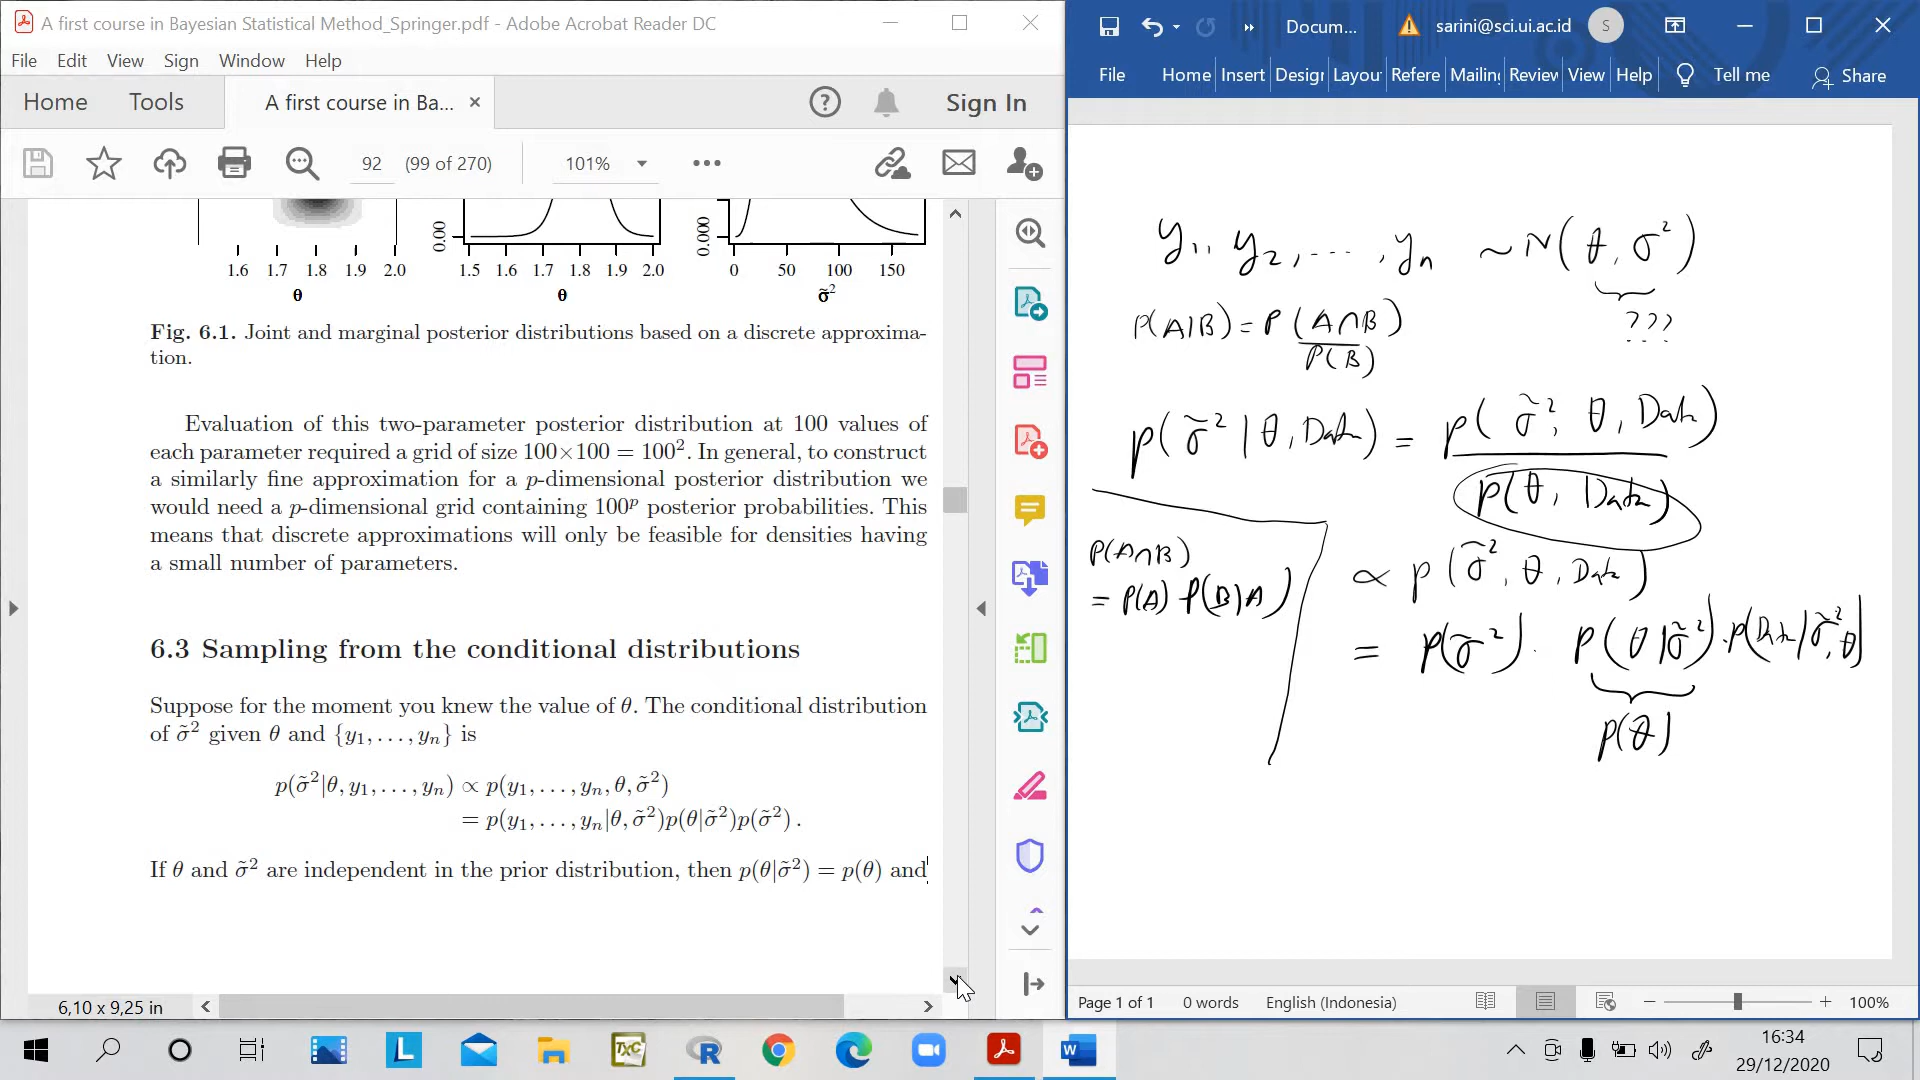 A first course in Bayesian Statistical Method_Springer.pdf - Adobe Acrobat Reader DC
File Edit View Sign Window Help
Home Tools A first course in Ba... × Sign In
92 (99 of 270) 101%
0.00 0.000
1.6 1.7 1.8 1.9 2.0 1.5 1.6 1.7 1.8 1.9 2.0 0 50 100 150
θ θ σ̃²
Fig. 6.1. Joint and marginal posterior distributions based on a discrete approxima-
tion.
Evaluation of this two-parameter posterior distribution at 100 values of
each parameter required a grid of size 100×100 = 100². In general, to construct
a similarly fine approximation for a p-dimensional posterior distribution we
would need a p-dimensional grid containing 100ᵖ posterior probabilities. This
means that discrete approximations will only be feasible for densities having
a small number of parameters.
6.3 Sampling from the conditional distributions
Suppose for the moment you knew the value of θ. The conditional distribution
of σ̃² given θ and {y₁, . . . , yₙ} is
p(σ̃²|θ, y₁, . . . , yₙ) ∝ p(y₁, . . . , yₙ, θ, σ̃²)
= p(y₁, . . . , yₙ|θ, σ̃²)p(θ|σ̃²)p(σ̃²) .
If θ and σ̃² are independent in the prior distribution, then p(θ|σ̃²) = p(θ) and
6,10 x 9,25 in
Docum... sarini@sci.ui.ac.id S
File Home Insert Design Layou Refere Mailin Review View Help Tell me Share
y₁, y₂, ..., yₙ ~ N(θ, σ²)
???
P(A|B) = P(A∩B)
P(B)
p(σ̃² | θ, Data) = p(σ̃², θ, Data)
p(θ, Data)
∝ p(σ̃², θ, Data)
= p(σ̃²) . p(θ|σ̃²) . p(Data|σ̃², θ)
p(θ)
P(A∩B)
= P(A) P(B|A)
Page 1 of 1 0 words English (Indonesia) 100%
16:34
29/12/2020